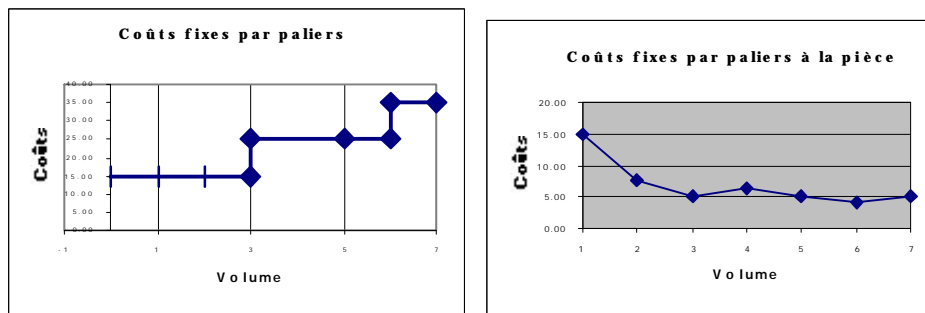 Coûts fixes par paliers
Coûts
40.00
35.00
30.00
25.00
20.00
15.00
10.00
5.00
0.00
-1 1 3 5 7
Volume
Coûts fixes par paliers à la pièce
Coûts
20.00
15.00
10.00
5.00
0.00
1 2 3 4 5 6 7
Volume